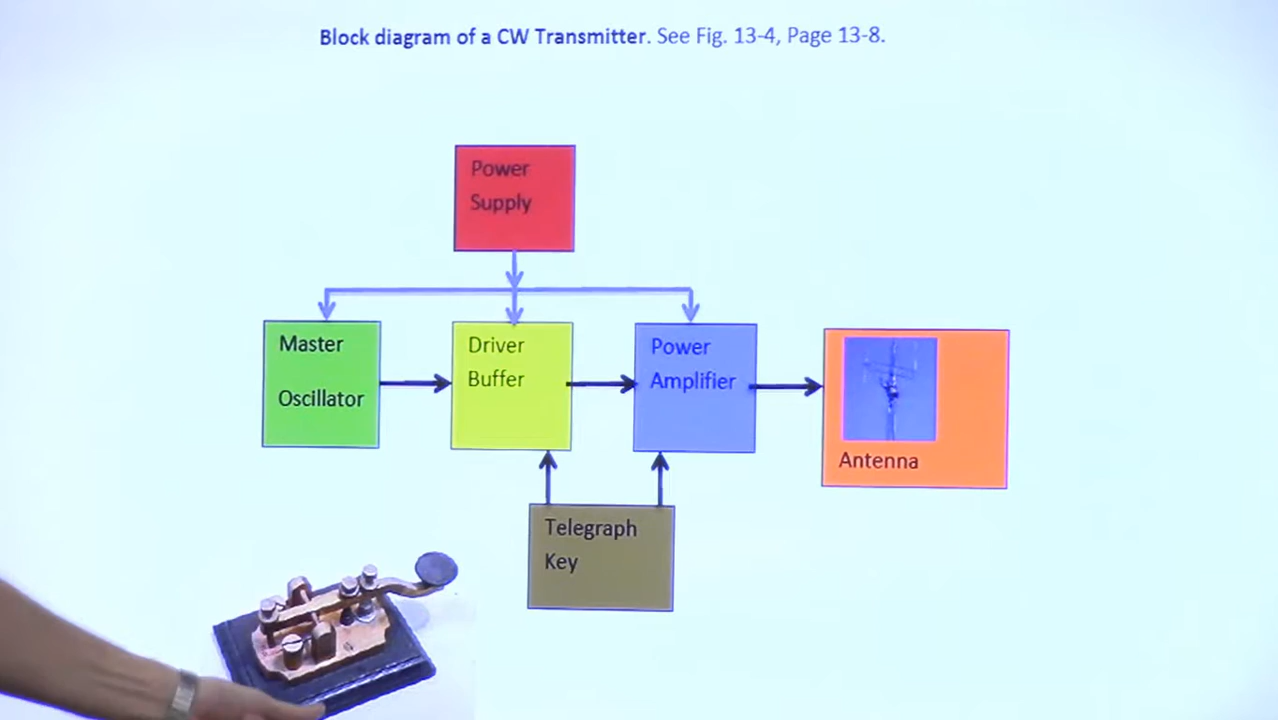 Block diagram of a CW Transmitter. See Fig. 13-4, Page 13-8.
Power
Supply
Master
Oscillator
Driver
Buffer
Power
Amplifier
Antenna
Telegraph
Key